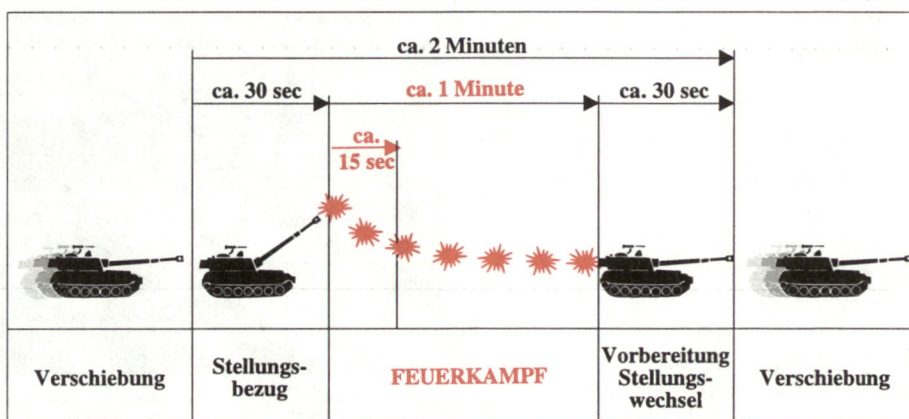 ca. 2 Minuten
ca. 30 sec
ca. 1 Minute
ca. 30 sec
ca.
15 sec
Verschiebung
Stellungs-
bezug
FEUERKAMPF
Vorbereitung
Stellungs-
wechsel
Verschiebung